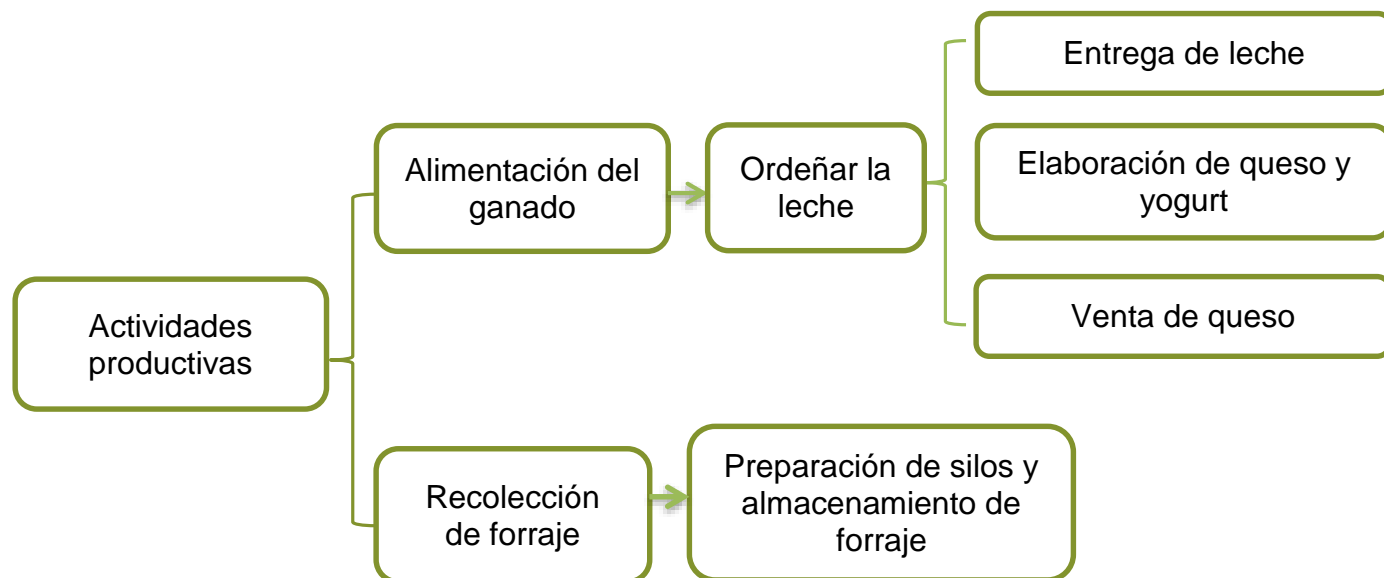 Actividades
productivas
Alimentación del
ganado
Ordeñar la
leche
Entrega de leche
Elaboración de queso y
yogurt
Venta de queso
Recolección
de forraje
Preparación de silos y
almacenamiento de
forraje